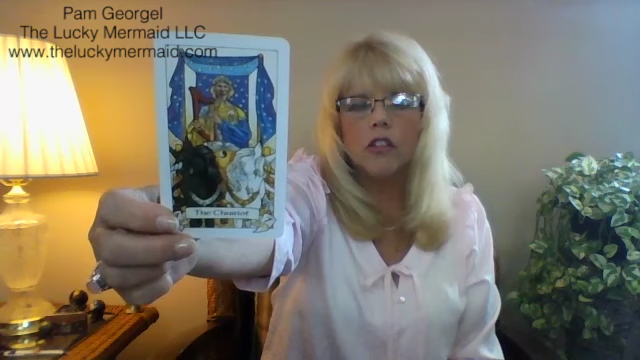 Pam Georgel
The Lucky Mermaid LLC
www.theluckymermaid.com
The Chariot